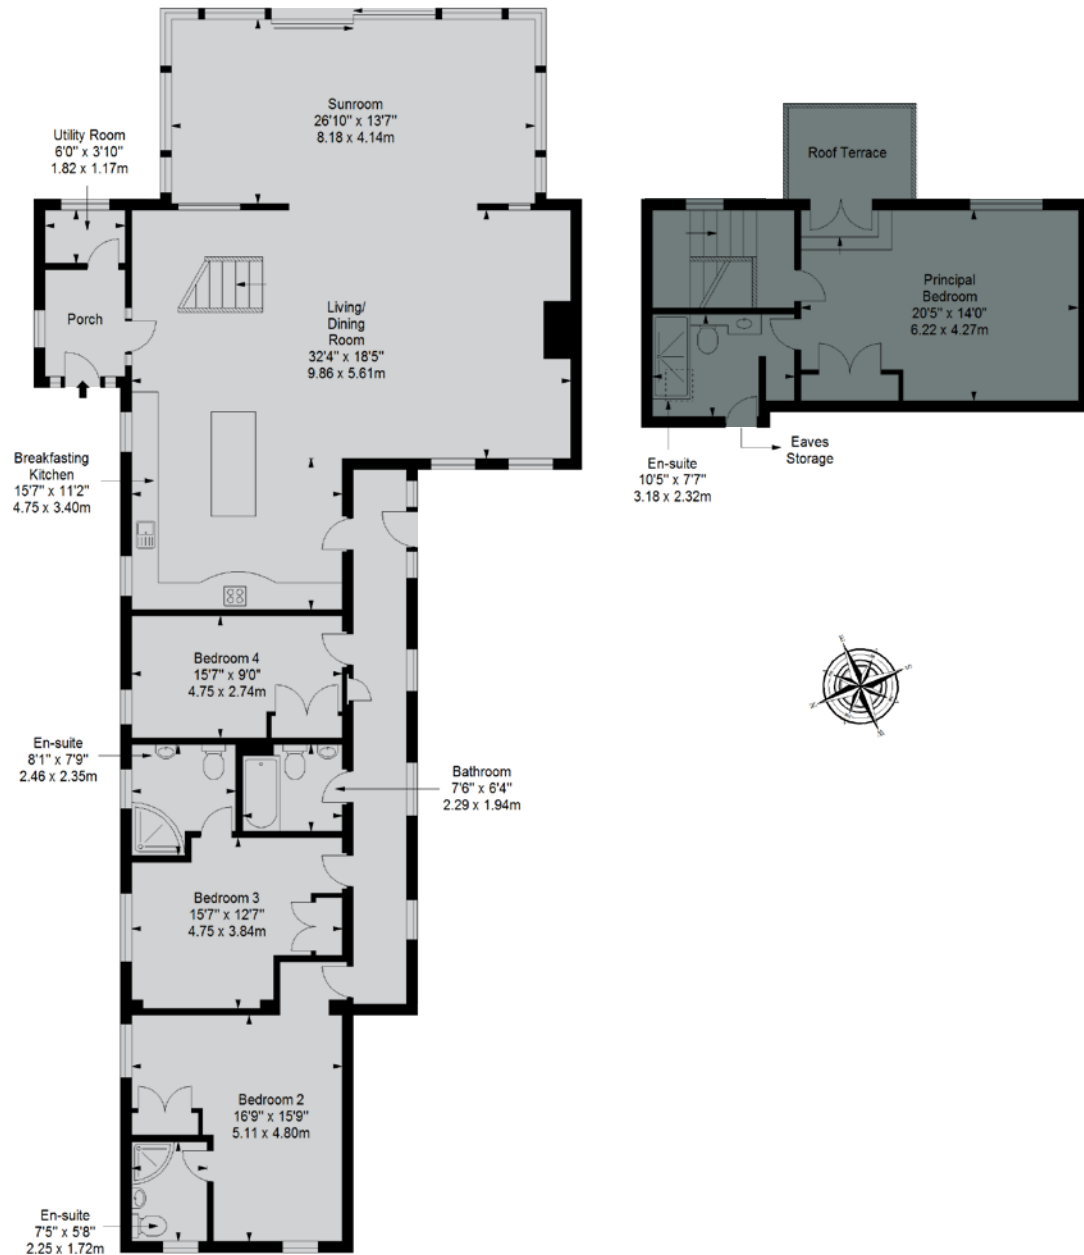 Sunroom
26'10" x 13'7"
8.18 x 4.14m
Utility Room
6'0" x 3'10"
1.82 x 1.17m
Porch
Living/
Dining
Room
32'4" x 18'5"
9.86 x 5.61m
Breakfasting
Kitchen
15'7" x 11'2"
4.75 x 3.40m
Bedroom 4
15'7" x 9'0"
4.75 x 2.74m
En-suite
8'1" x 7'9"
2.46 x 2.35m
Bathroom
7'6" x 6'4"
2.29 x 1.94m
Bedroom 3
15'7" x 12'7"
4.75 x 3.84m
Bedroom 2
16'9" x 15'9"
5.11 x 4.80m
En-suite
7'5" x 5'8"
2.25 x 1.72m
Roof Terrace
Principal
Bedroom
20'5" x 14'0"
6.22 x 4.27m
En-suite
10'5" x 7'7"
3.18 x 2.32m
Eaves
Storage